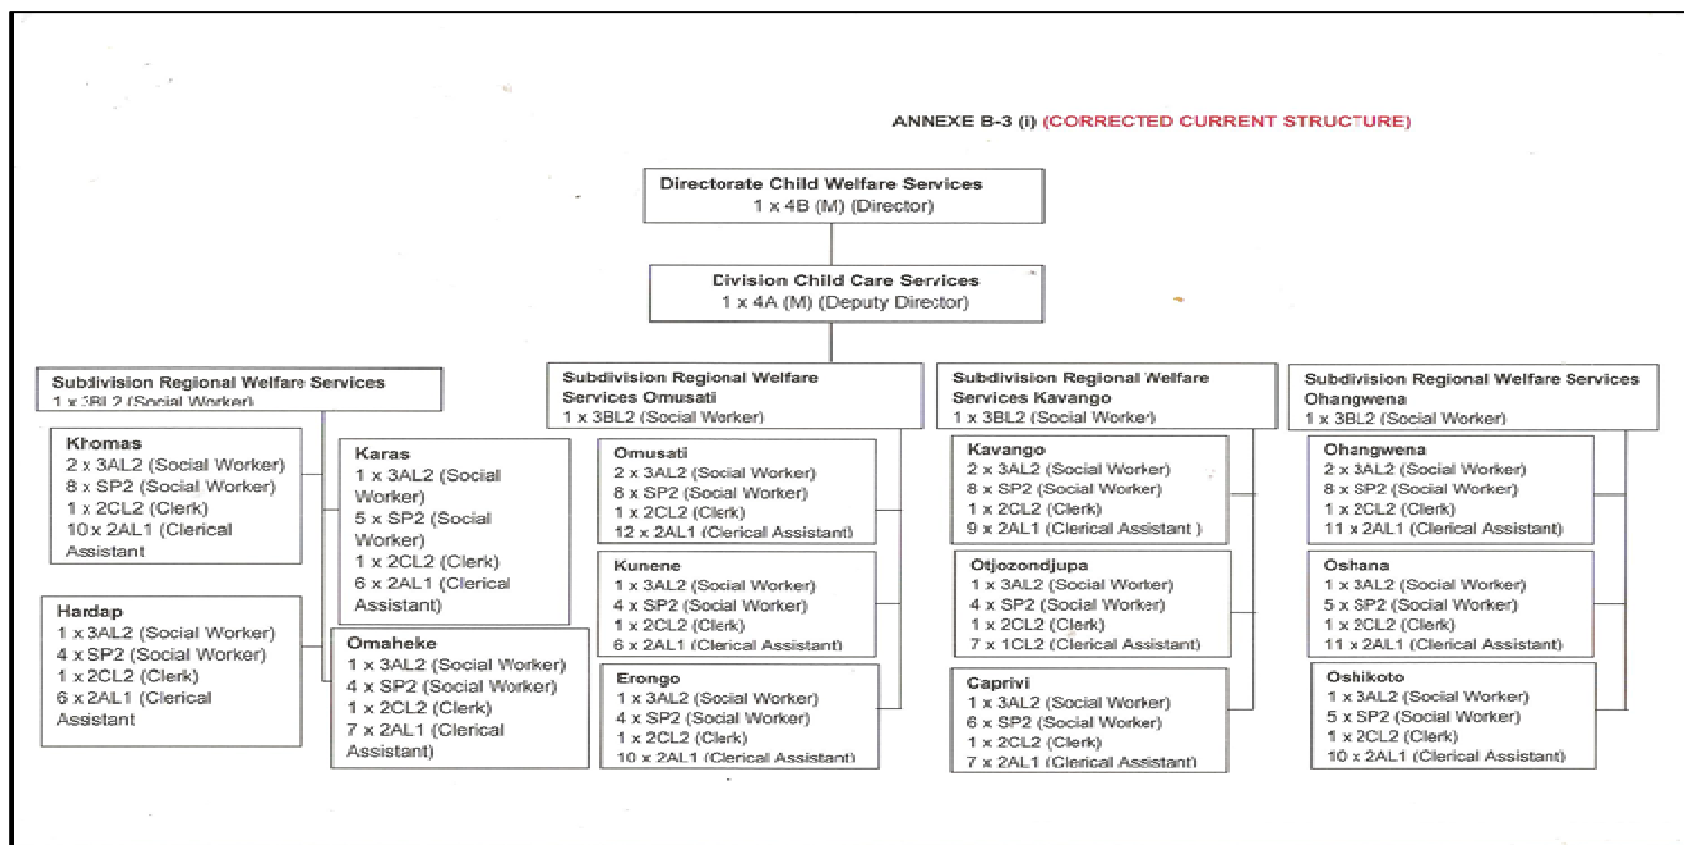 ANNEXE B-3 (i) (CORRECTED CURRENT STRUCTURE)
Directorate Child Welfare Services
1 x 4B (M) (Director)
Division Child Care Services
1 x 4A (M) (Deputy Director)
Subdivision Regional Welfare Services
1 x 3BL2 (Social Worker)
Khomas
2 x 3AL2 (Social Worker)
8 x SP2 (Social Worker)
1 x 2CL2 (Clerk)
10 x 2AL1 (Clerical
Assistant
Karas
1 x 3AL2 (Social
Worker)
5 x SP2 (Social
Worker)
1 x 2CL2 (Clerk)
6 x 2AL1 (Clerical
Assistant)
Hardap
1 x 3AL2 (Social Worker)
4 x SP2 (Social Worker)
1 x 2CL2 (Clerk)
6 x 2AL1 (Clerical
Assistant
Omaheke
1 x 3AL2 (Social Worker)
4 x SP2 (Social Worker)
1 x 2CL2 (Clerk)
7 x 2AL1 (Clerical
Assistant)
Subdivision Regional Welfare
Services Omusati
1 x 3BL2 (Social Worker)
Omusati
2 x 3AL2 (Social Worker)
8 x SP2 (Social Worker)
1 x 2CL2 (Clerk)
12 x 2AL1 (Clerical Assistant)
Kunene
1 x 3AL2 (Social Worker)
4 x SP2 (Social Worker)
1 x 2CL2 (Clerk)
6 x 2AL1 (Clerical Assistant)
Erongo
1 x 3AL2 (Social Worker)
4 x SP2 (Social Worker)
1 x 2CL2 (Clerk)
10 x 2AL1 (Clerical Assistant)
Subdivision Regional Welfare
Services Kavango
1 x 3BL2 (Social Worker)
Kavango
2 x 3AL2 (Social Worker)
8 x SP2 (Social Worker)
1 x 2CL2 (Clerk)
9 x 2AL1 (Clerical Assistant )
Otjozondjupa
1 x 3AL2 (Social Worker)
4 x SP2 (Social Worker)
1 x 2CL2 (Clerk)
7 x 1CL2 (Clerical Assistant)
Caprivi
1 x 3AL2 (Social Worker)
6 x SP2 (Social Worker)
1 x 2CL2 (Clerk)
7 x 2AL1 (Clerical Assistant)
Subdivision Regional Welfare Services
Ohangwena
1 x 3BL2 (Social Worker)
Ohangwena
2 x 3AL2 (Social Worker)
8 x SP2 (Social Worker)
1 x 2CL2 (Clerk)
11 x 2AL1 (Clerical Assistant)
Oshana
1 x 3AL2 (Social Worker)
5 x SP2 (Social Worker)
1 x 2CL2 (Clerk)
11 x 2AL1 (Clerical Assistant)
Oshikoto
1 x 3AL2 (Social Worker)
5 x SP2 (Social Worker)
1 x 2CL2 (Clerk)
10 x 2AL1 (Clerical Assistant)